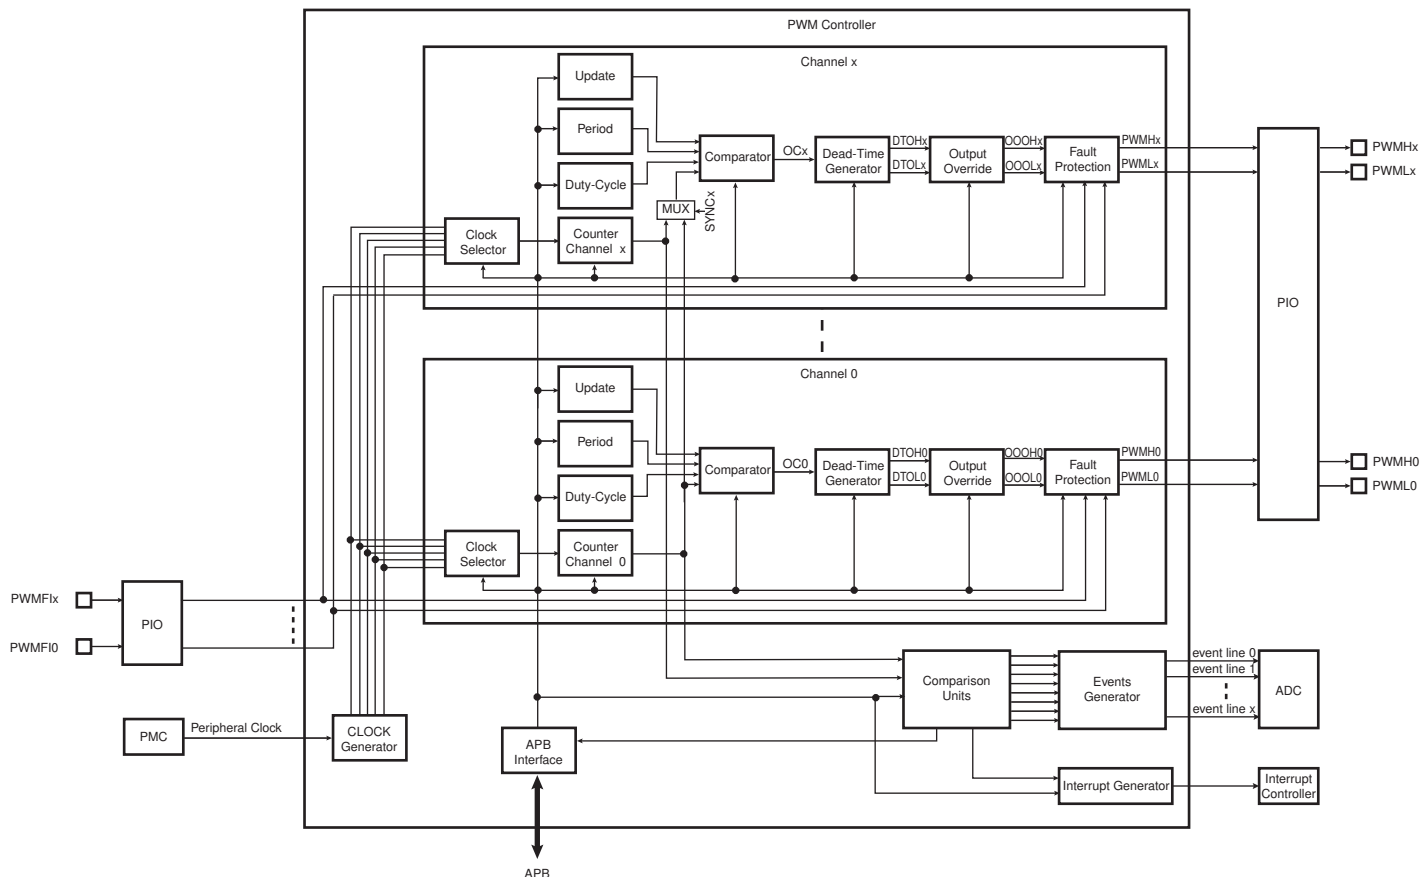 PWM Controller
Channel x
Update
Period
Comparator
OCx
Dead-Time
Generator
DTOHx
DTOLx
Output
Override
OOOHx
OOOLx
Fault
Protection
PWMHx
PWMLx
PWMHx
PWMLx
Duty-Cycle
MUX
SYNCx
Clock
Selector
Counter
Channel x
PIO
Channel 0
Update
Period
Comparator
OC0
Dead-Time
Generator
DTOH0
DTOL0
Output
Override
OOOH0
OOOL0
Fault
Protection
PWMH0
PWML0
PWMH0
PWML0
Duty-Cycle
Clock
Selector
Counter
Channel 0
PWMFIx
PIO
PWMFI0
Comparison
Units
Events
Generator
event line 0
event line 1
event line x
ADC
PMC
Peripheral Clock
CLOCK
Generator
APB
Interface
Interrupt Generator
Interrupt
Controller
APB